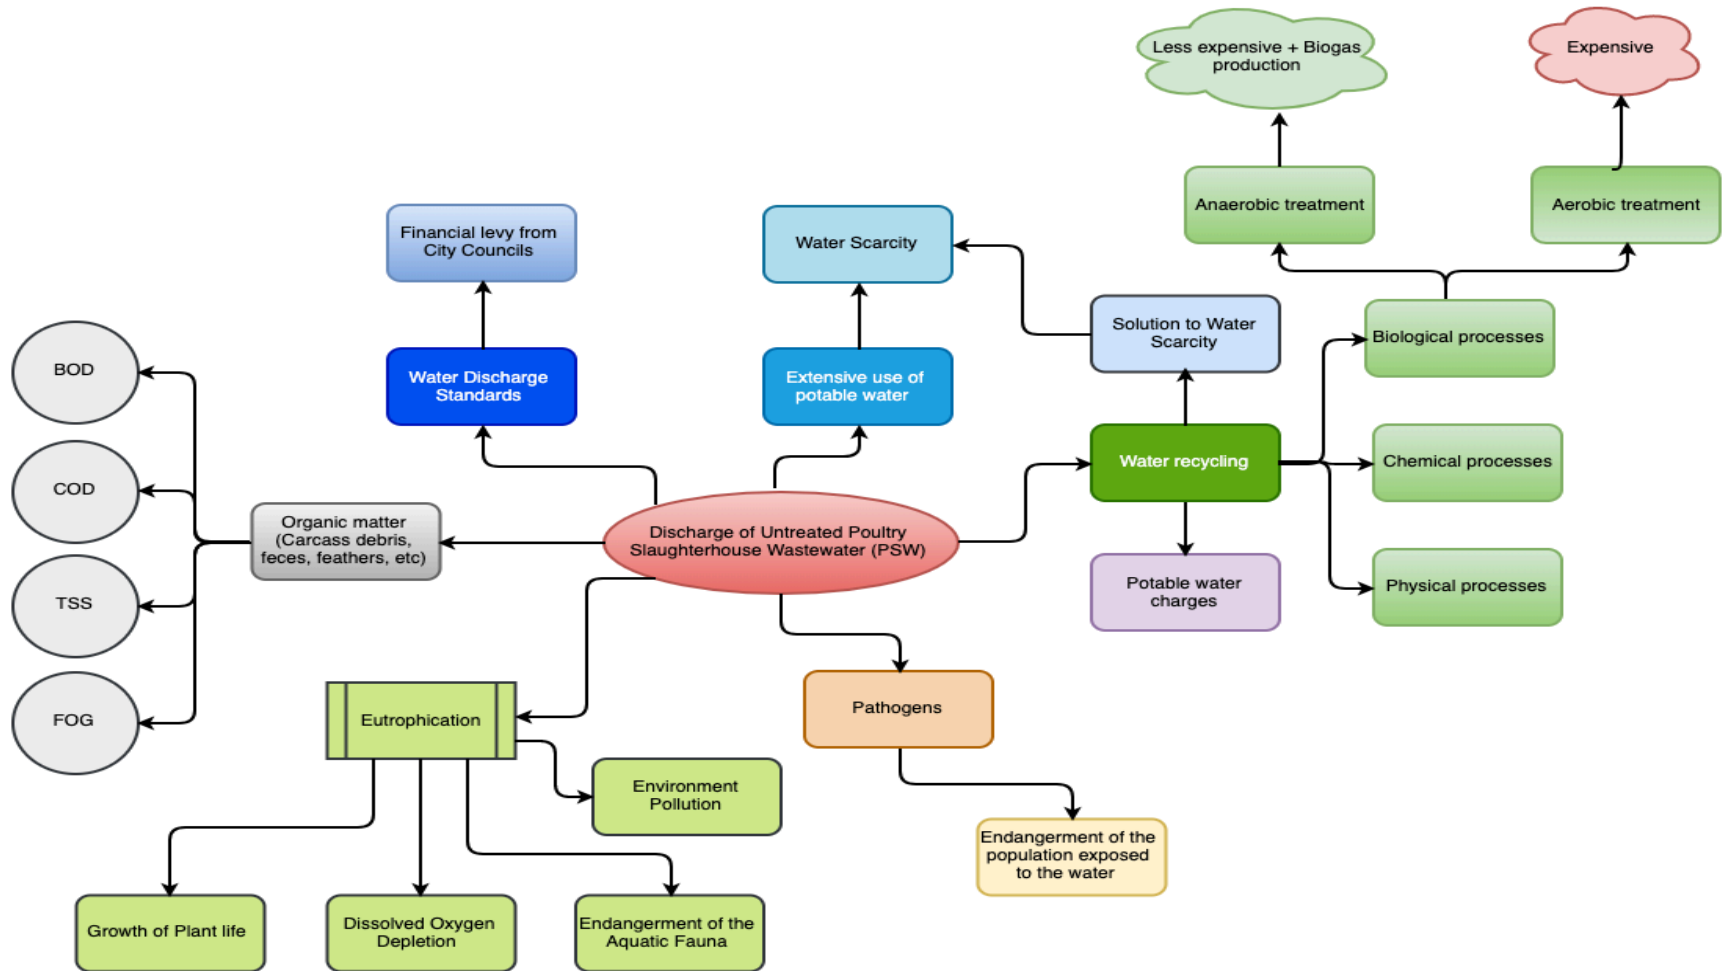 Less expensive + Biogas
production
Expensive
Anaerobic treatment
Aerobic treatment
Financial levy from
City Councils
Water Scarcity
Solution to Water
Scarcity
Biological processes
BOD
Water Discharge
Standards
Extensive use of
potable water
Water recycling
Chemical processes
COD
Organic matter
(Carcass debris,
feces, feathers, etc)
Discharge of Untreated Poultry
Slaughterhouse Wastewater (PSW)
Potable water
charges
Physical processes
TSS
FOG
Eutrophication
Pathogens
Environment
Pollution
Endangerment of the
population exposed
to the water
Growth of Plant life
Dissolved Oxygen
Depletion
Endangerment of the
Aquatic Fauna